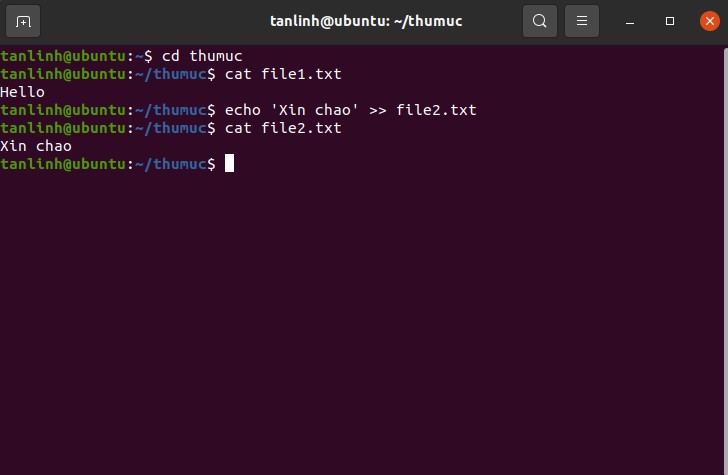 tanlinh@ubuntu: ~/thumuc
tanlinh@ubuntu:~$ cd thumuc
tanlinh@ubuntu:~/thumuc$ cat file1.txt
Hello
tanlinh@ubuntu:~/thumuc$ echo 'Xin chao' >> file2.txt
tanlinh@ubuntu:~/thumuc$ cat file2.txt
Xin chao
tanlinh@ubuntu:~/thumuc$